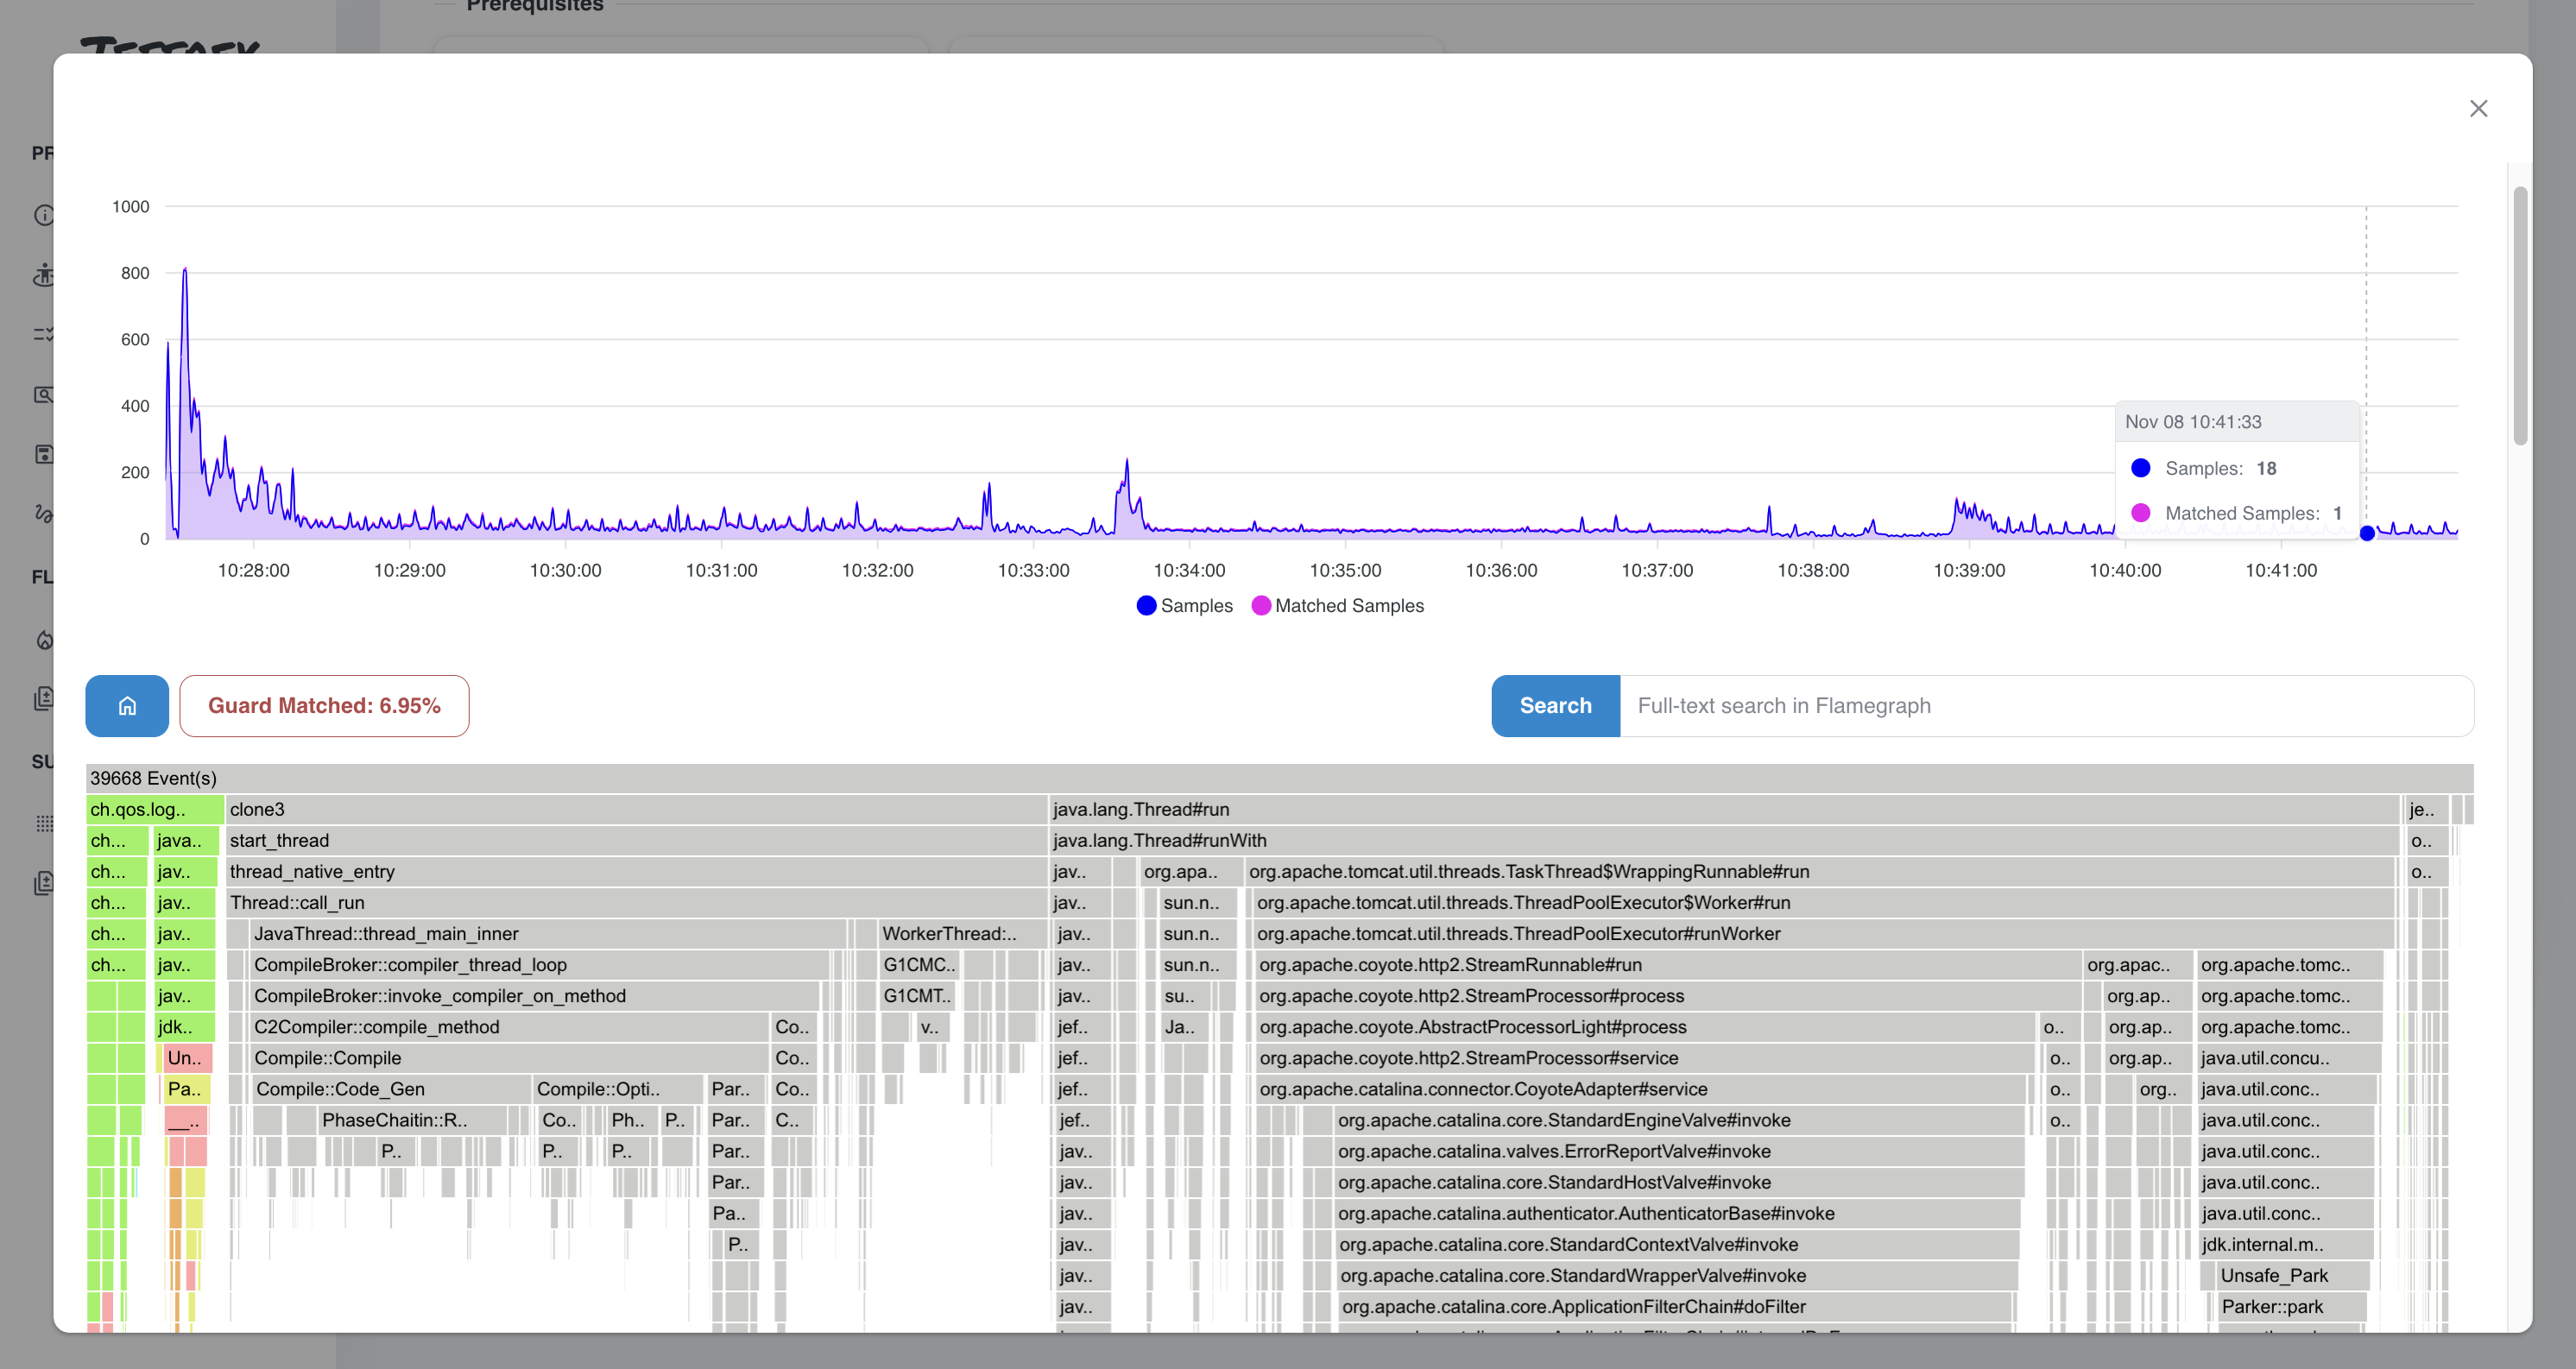 Prerequisites
PR
FL
SU
1000
800
600
400
200
0
Nov 08 10:41:33
Samples: 18
Matched Samples: 1
10:28:00 10:29:00 10:30:00 10:31:00 10:32:00 10:33:00 10:34:00 10:35:00 10:36:00 10:37:00 10:38:00 10:39:00 10:40:00 10:41:00
Samples Matched Samples
Guard Matched: 6.95% Search Full-text search in Flamegraph
39668 Event(s)
ch.qos.log.. clone3 java.lang.Thread#run je..
ch... java.. start_thread java.lang.Thread#runWith o..
ch... jav.. thread_native_entry jav.. org.apa.. org.apache.tomcat.util.threads.TaskThread$WrappingRunnable#run o..
ch... jav.. Thread::call_run jav.. sun.n.. org.apache.tomcat.util.threads.ThreadPoolExecutor$Worker#run
ch... jav.. JavaThread::thread_main_inner WorkerThread:.. jav.. sun.n.. org.apache.tomcat.util.threads.ThreadPoolExecutor#runWorker
ch... jav.. CompileBroker::compiler_thread_loop G1CMC.. jav.. sun.n.. org.apache.coyote.http2.StreamRunnable#run org.apac.. org.apache.tomc..
jav.. CompileBroker::invoke_compiler_on_method G1CMT.. jav.. su.. org.apache.coyote.http2.StreamProcessor#process org.ap.. org.apache.tomc..
jdk.. C2Compiler::compile_method Co.. v.. jef.. Ja.. org.apache.coyote.AbstractProcessorLight#process o.. org.ap.. org.apache.tomc..
Un.. Compile::Compile Co.. jef.. org.apache.coyote.http2.StreamProcessor#service o.. org.ap.. java.util.concu..
Pa.. Compile::Code_Gen Compile::Opti.. Par.. Co.. jef.. org.apache.catalina.connector.CoyoteAdapter#service o.. org.. java.util.conc..
__.. PhaseChaitin::R.. Co.. Ph.. P.. Par.. C.. jef.. org.apache.catalina.core.StandardEngineValve#invoke o.. java.util.conc..
P.. P.. P.. Par.. jav.. org.apache.catalina.valves.ErrorReportValve#invoke java.util.conc..
Par.. jav.. org.apache.catalina.core.StandardHostValve#invoke java.util.conc..
Pa.. jav.. org.apache.catalina.authenticator.AuthenticatorBase#invoke java.util.conc..
P.. jav.. org.apache.catalina.core.StandardContextValve#invoke jdk.internal.m..
jav.. org.apache.catalina.core.StandardWrapperValve#invoke Unsafe_Park
jav.. org.apache.catalina.core.ApplicationFilterChain#doFilter Parker::park